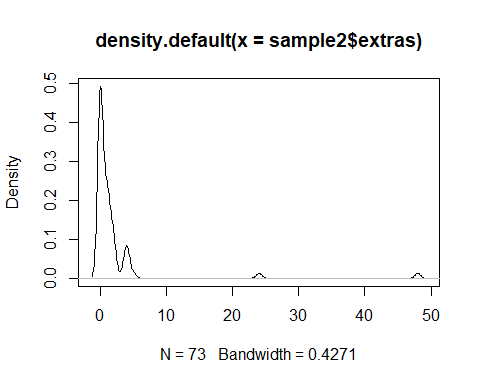 density.default(x = sample2$extras)
Density
0.5
0.4
0.3
0.2
0.1
0.0
0 10 20 30 40 50
N = 73 Bandwidth = 0.4271